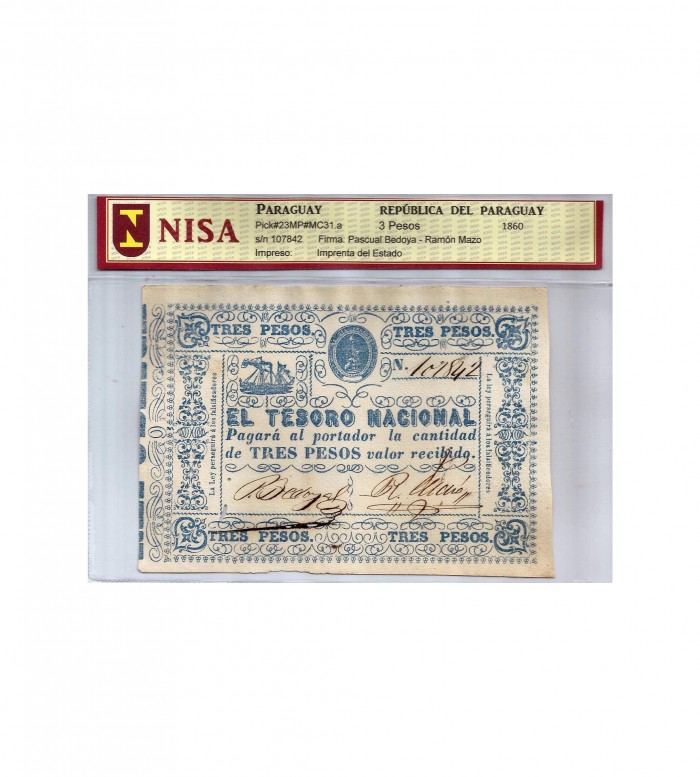 NISA
PARAGUAY REPÚBLICA DEL PARAGUAY
Pick#23MP#MC31.a 3 Pesos 1860
s/n 107842 Firma: Pascual Bedoya - Ramón Mazo
Impreso: Imprenta del Estado
TRES PESOS. TRES PESOS.
N. 107842
La Ley perseguirá á los falsificadores
La ley perseguirá á los falsificadores.
EL TESORO NACIONAL
Pagará al portador la cantidad
de TRES PESOS valor recibido.
TRES PESOS. TRES PESOS.